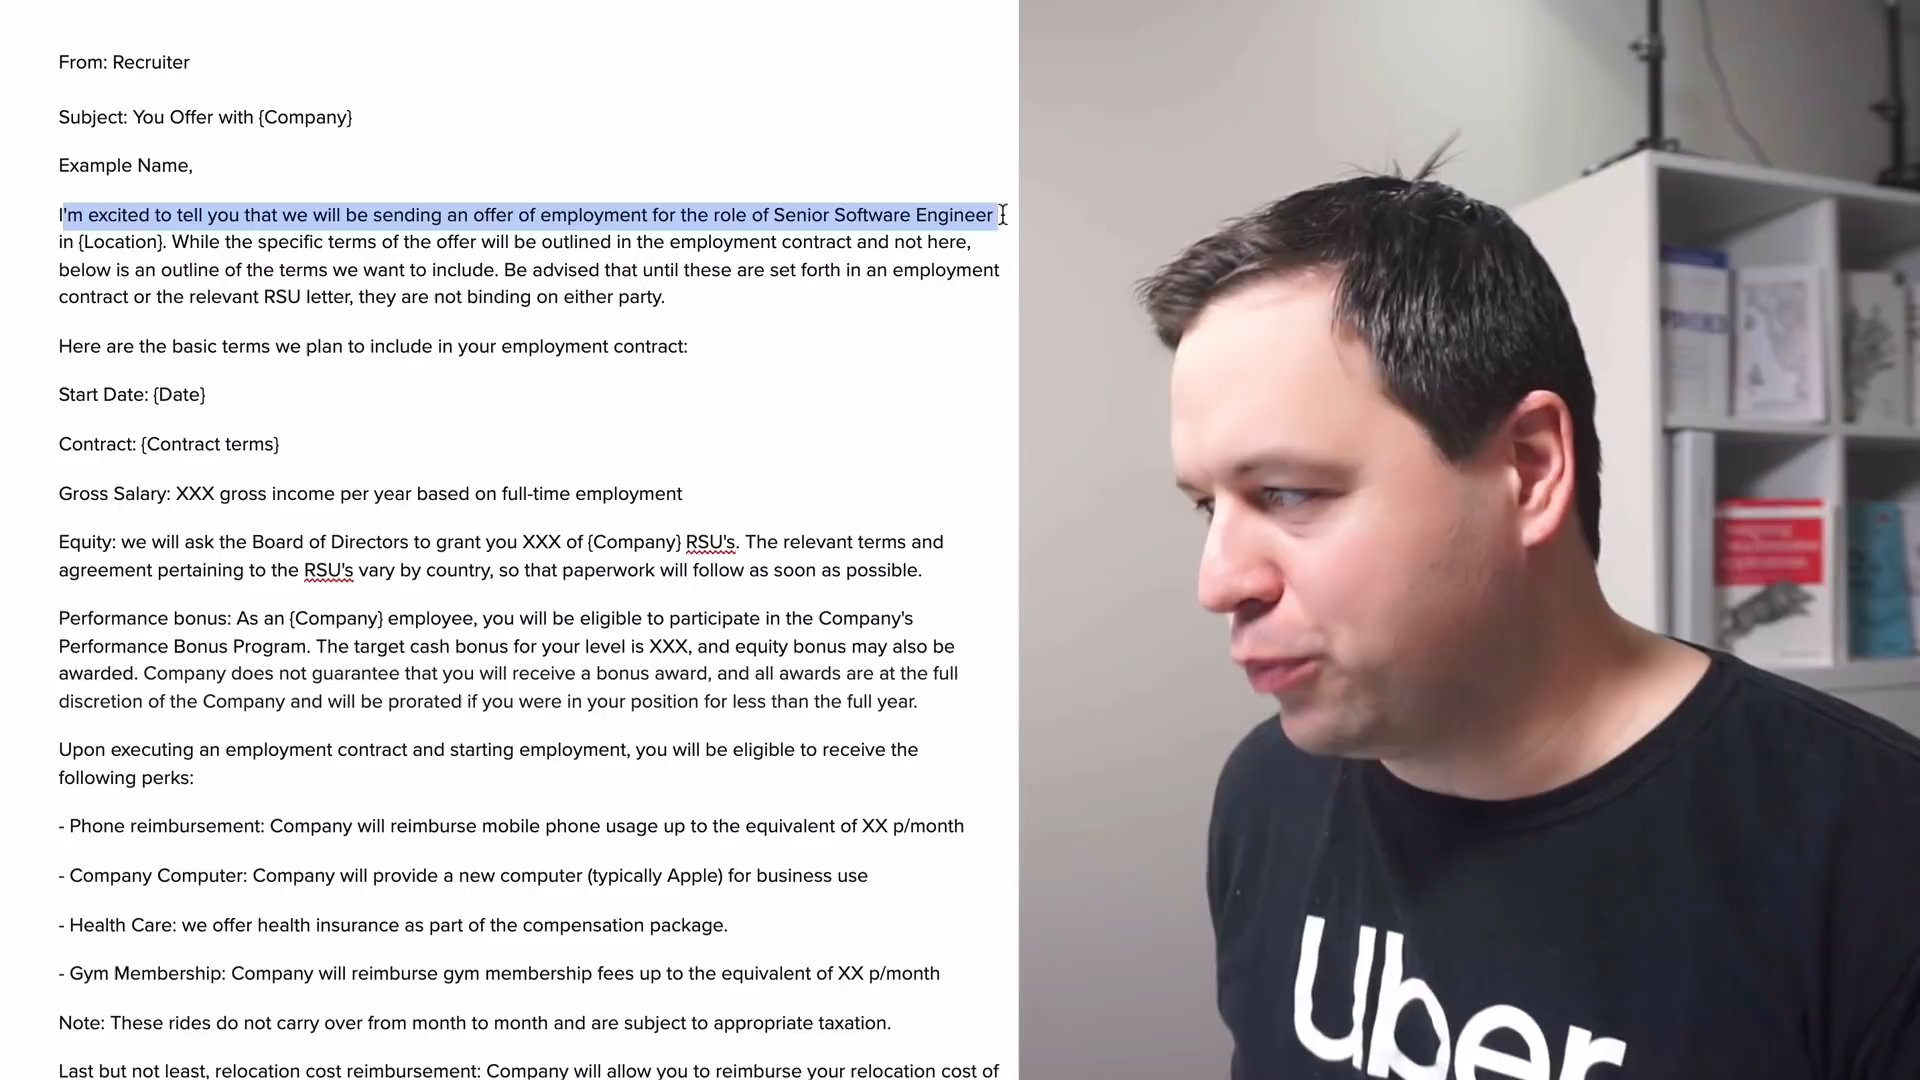 From: Recruiter
Subject: You Offer with {Company}
Example Name,
I'm excited to tell you that we will be sending an offer of employment for the role of Senior Software Engineer
in {Location}. While the specific terms of the offer will be outlined in the employment contract and not here,
below is an outline of the terms we want to include. Be advised that until these are set forth in an employment
contract or the relevant RSU letter, they are not binding on either party.
Here are the basic terms we plan to include in your employment contract:
Start Date: {Date}
Contract: {Contract terms}
Gross Salary: XXX gross income per year based on full-time employment
Equity: we will ask the Board of Directors to grant you XXX of {Company} RSU's. The relevant terms and
agreement pertaining to the RSU's vary by country, so that paperwork will follow as soon as possible.
Performance bonus: As an {Company} employee, you will be eligible to participate in the Company's
Performance Bonus Program. The target cash bonus for your level is XXX, and equity bonus may also be
awarded. Company does not guarantee that you will receive a bonus award, and all awards are at the full
discretion of the Company and will be prorated if you were in your position for less than the full year.
Upon executing an employment contract and starting employment, you will be eligible to receive the
following perks:
- Phone reimbursement: Company will reimburse mobile phone usage up to the equivalent of XX p/month
- Company Computer: Company will provide a new computer (typically Apple) for business use
- Health Care: we offer health insurance as part of the compensation package.
- Gym Membership: Company will reimburse gym membership fees up to the equivalent of XX p/month
Note: These rides do not carry over from month to month and are subject to appropriate taxation.
Last but not least, relocation cost reimbursement: Company will allow you to reimburse your relocation cost of
Uber